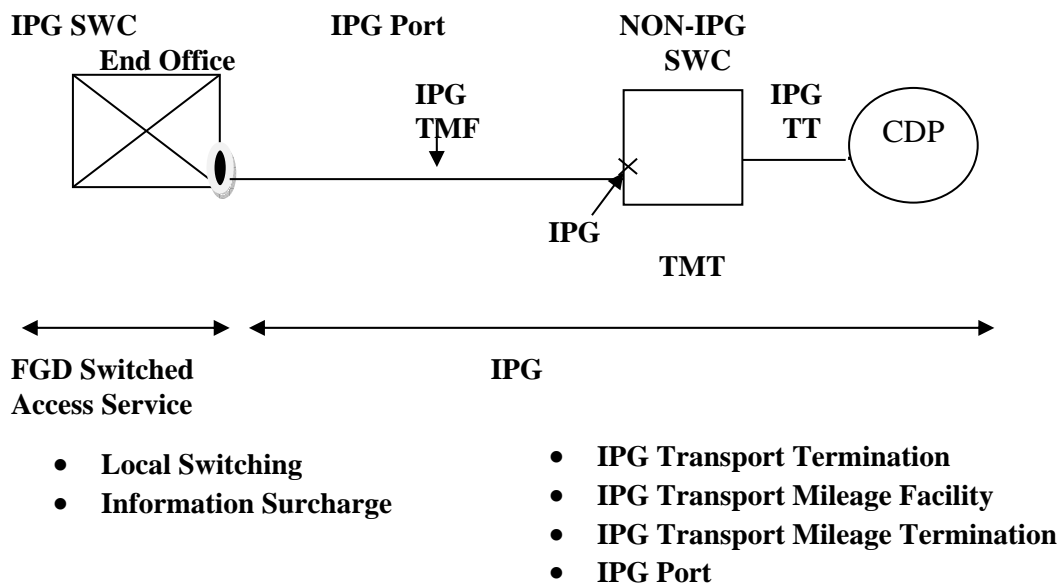 IPG SWC IPG Port NON-IPG
End Office SWC
IPG IPG
TMF TT CDP
IPG
TMT
FGD Switched IPG
Access Service
• Local Switching
• Information Surcharge
• IPG Transport Termination
• IPG Transport Mileage Facility
• IPG Transport Mileage Termination
• IPG Port